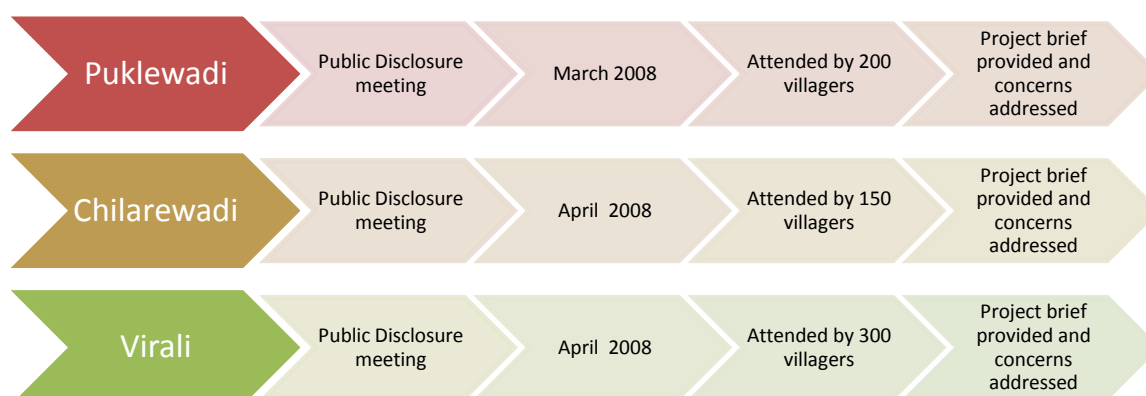 Puklewadi
Public Disclosure
meeting
March 2008
Attended by 200
villagers
Project brief
provided and
concerns
addressed
Chilarewadi
Public Disclosure
meeting
April 2008
Attended by 150
villagers
Project brief
provided and
concerns
addressed
Virali
Public Disclosure
meeting
April 2008
Attended by 300
villagers
Project brief
provided and
concerns
addressed